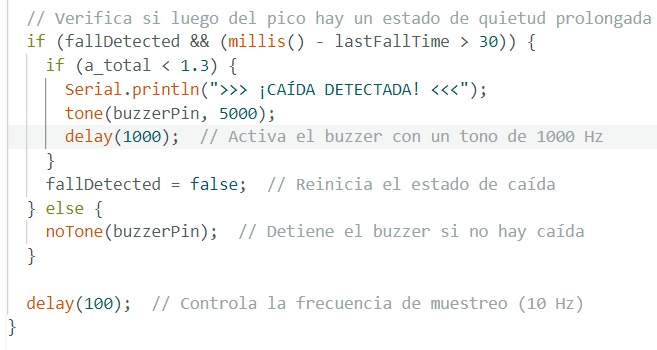 // Verifica si luego del pico hay un estado de quietud prolongada
if (fallDetected && (millis() - lastFallTime > 30)) {
if (a_total < 1.3) {
Serial.println(">>> ¡CAÍDA DETECTADA! <<<");
tone(buzzerPin, 5000);
delay(1000);  // Activa el buzzer con un tono de 1000 Hz
}
fallDetected = false;  // Reinicia el estado de caída
} else {
noTone(buzzerPin);  // Detiene el buzzer si no hay caída
}
delay(100);  // Controla la frecuencia de muestreo (10 Hz)
}